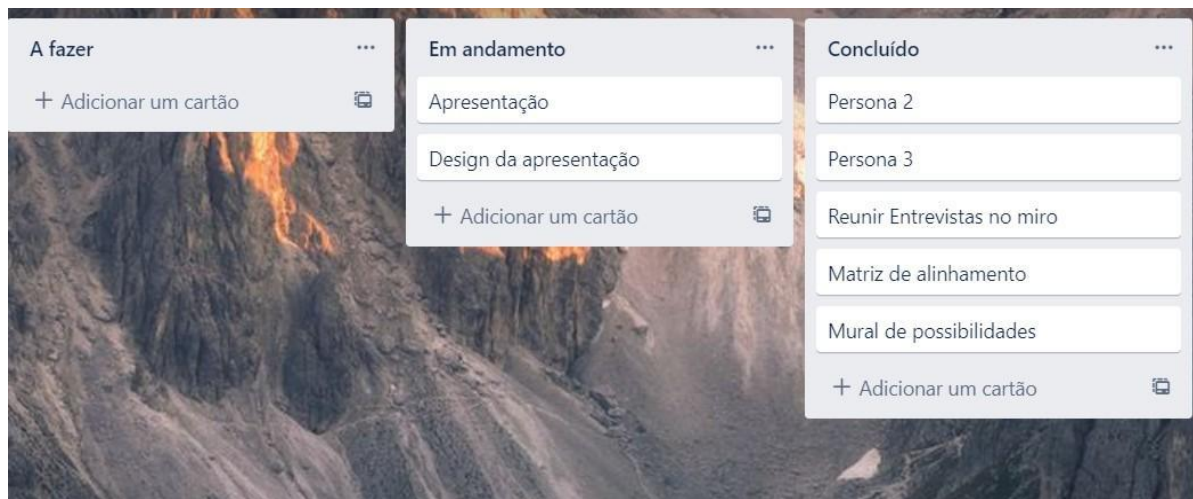 A fazer
+ Adicionar um cartão
Em andamento
Apresentação
Design da apresentação
+ Adicionar um cartão
Concluído
Persona 2
Persona 3
Reunir Entrevistas no miro
Matriz de alinhamento
Mural de possibilidades
+ Adicionar um cartão